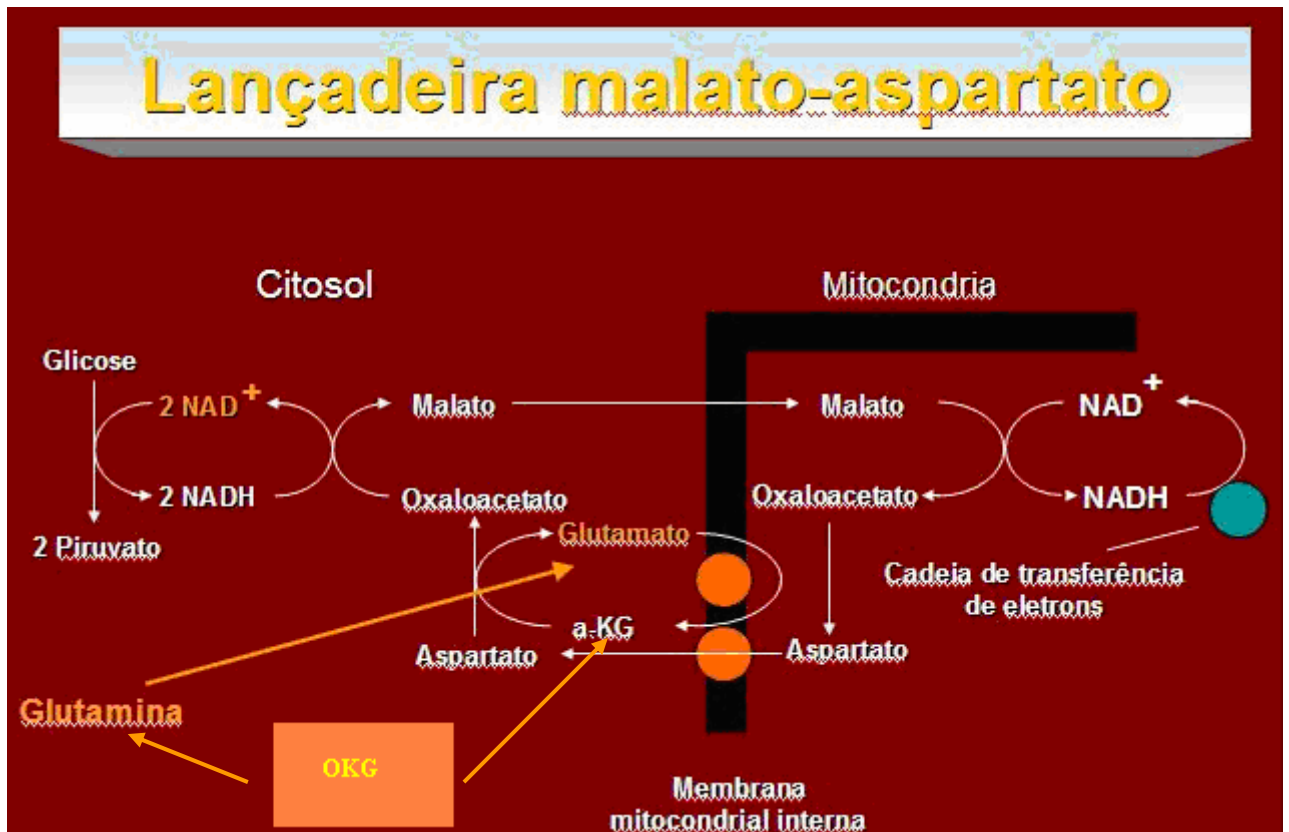 Lançadeira malato-aspartato
Citosol
Mitocondria
Glicose
2 NAD+
Malato
Malato
NAD+
2 NADH
Oxaloacetato
Oxaloacetato
NADH
2 Piruvato
Glutamato
Cadeia de transferência
de eletrons
a-KG
Aspartato
Aspartato
Glutamina
OKG
Membrana
mitocondrial interna